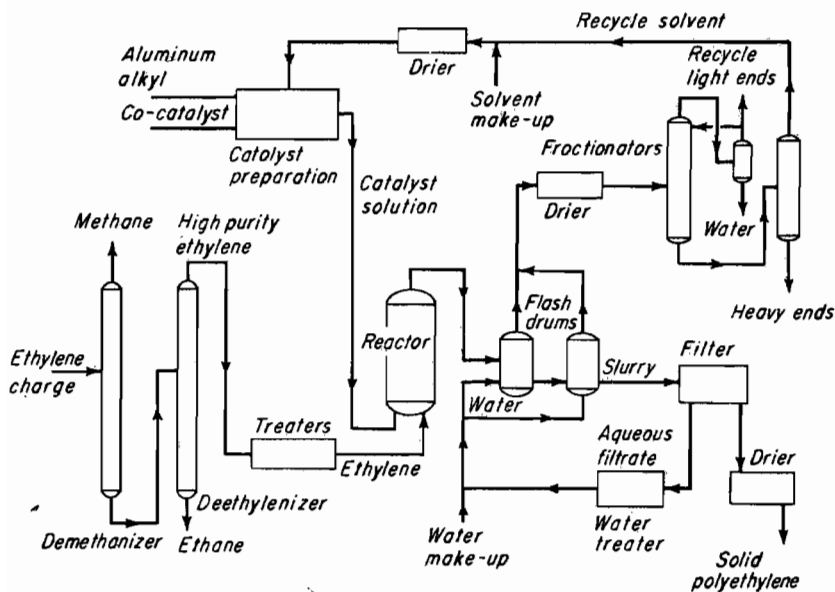 Recycle solvent
Aluminum
alkyl
Drier
Recycle
light ends
Co-catalyst
Solvent
make-up
Catalyst
preparation
Fractionators
Catalyst
solution
Drier
Water
Methane
High purity
ethylene
Heavy ends
Flash
drums
Reactor
Filter
Ethylene
charge
Slurry
Water
Treaters
Aqueous
filtrate
Drier
Ethylene
Deethylenizer
Demethanizer
Ethane
Water
make-up
Water
treater
Solid
polyethylene